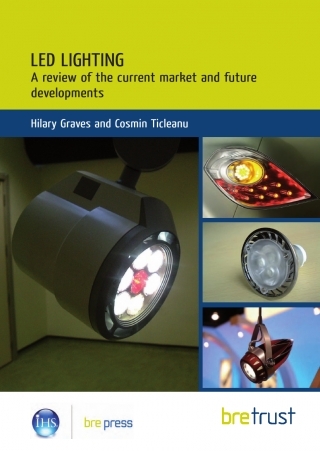 LED LIGHTING
A review of the current market and future
developments
Hilary Graves and Cosmin Ticleanu
IHS
bre press
bretrust